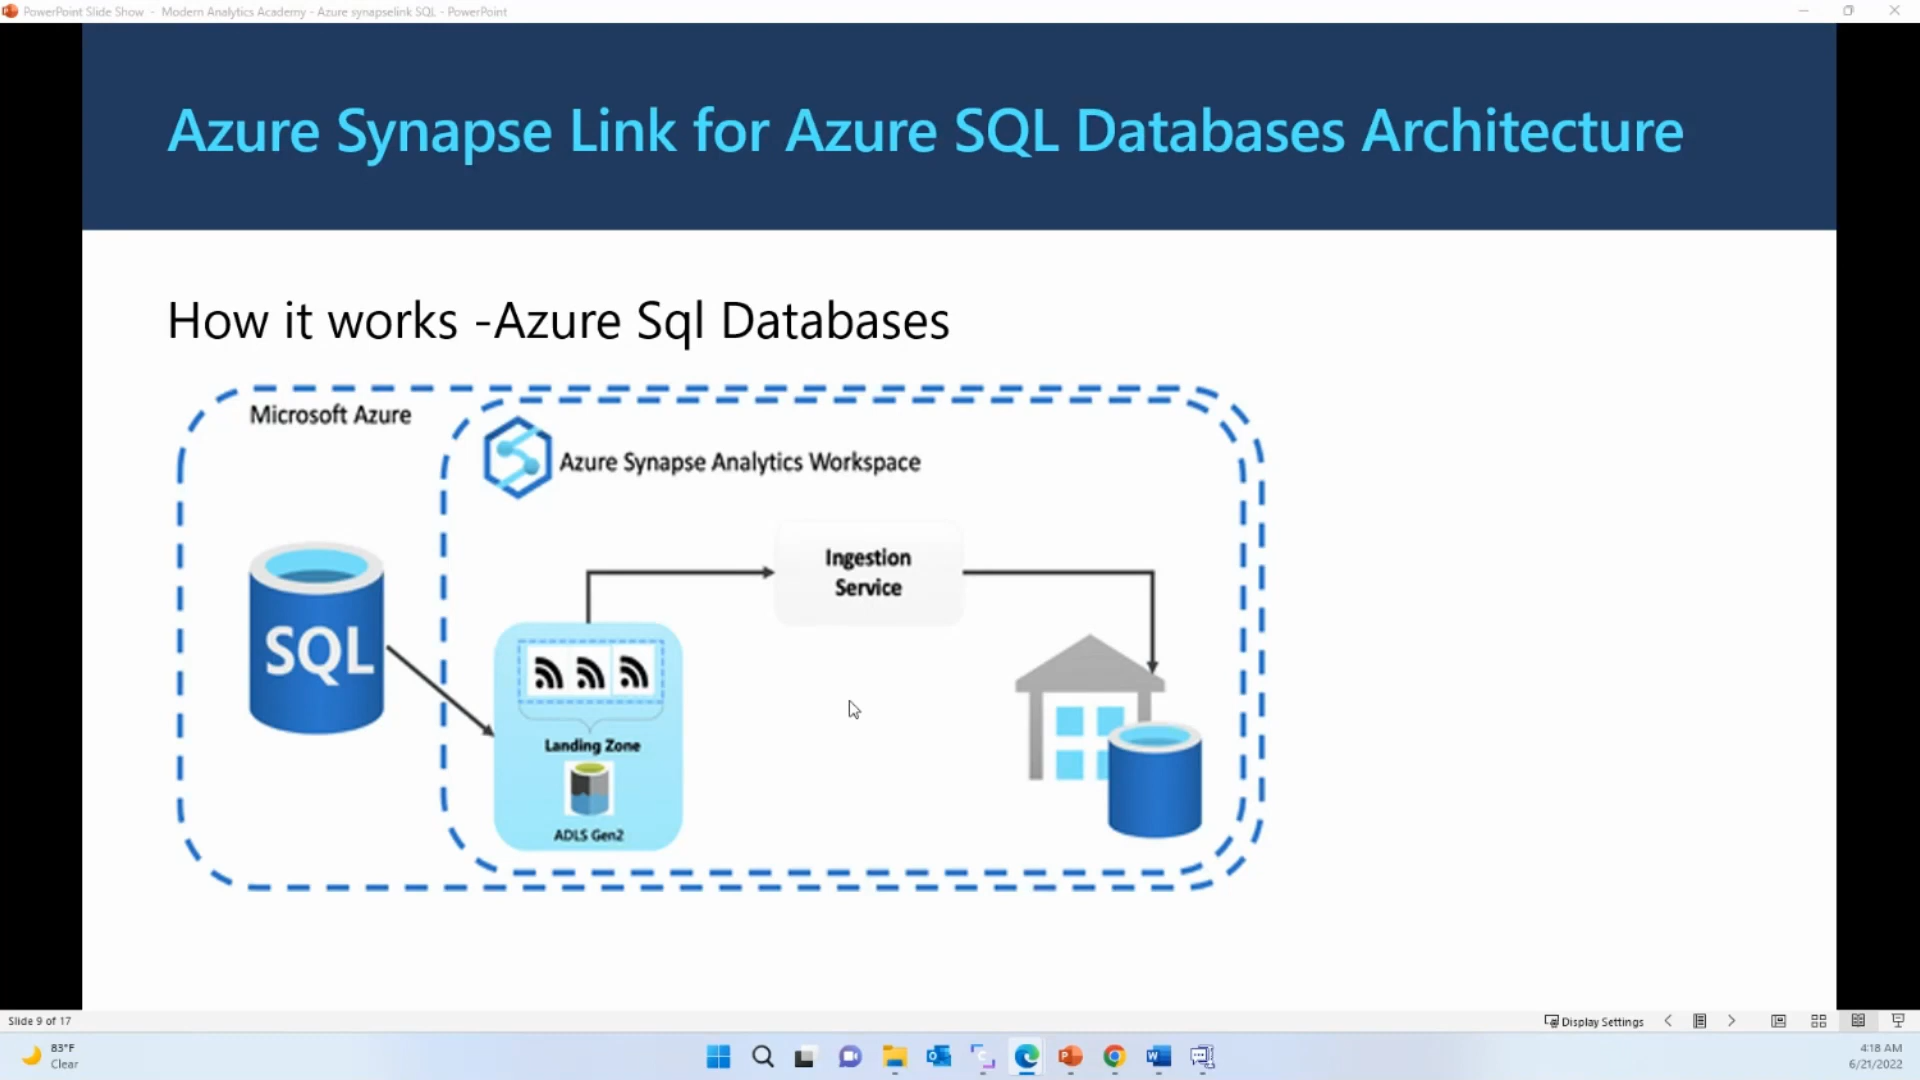 PowerPoint Slide Show - Modern Analytics Academy - Azure synapselink SQL - PowerPoint
Azure Synapse Link for Azure SQL Databases Architecture
How it works -Azure Sql Databases
Microsoft Azure
Azure Synapse Analytics Workspace
Ingestion
Service
SQL
Landing Zone
ADLS Gen2
Slide 9 of 17
Display Settings
83°F
Clear
4:18 AM
6/21/2022